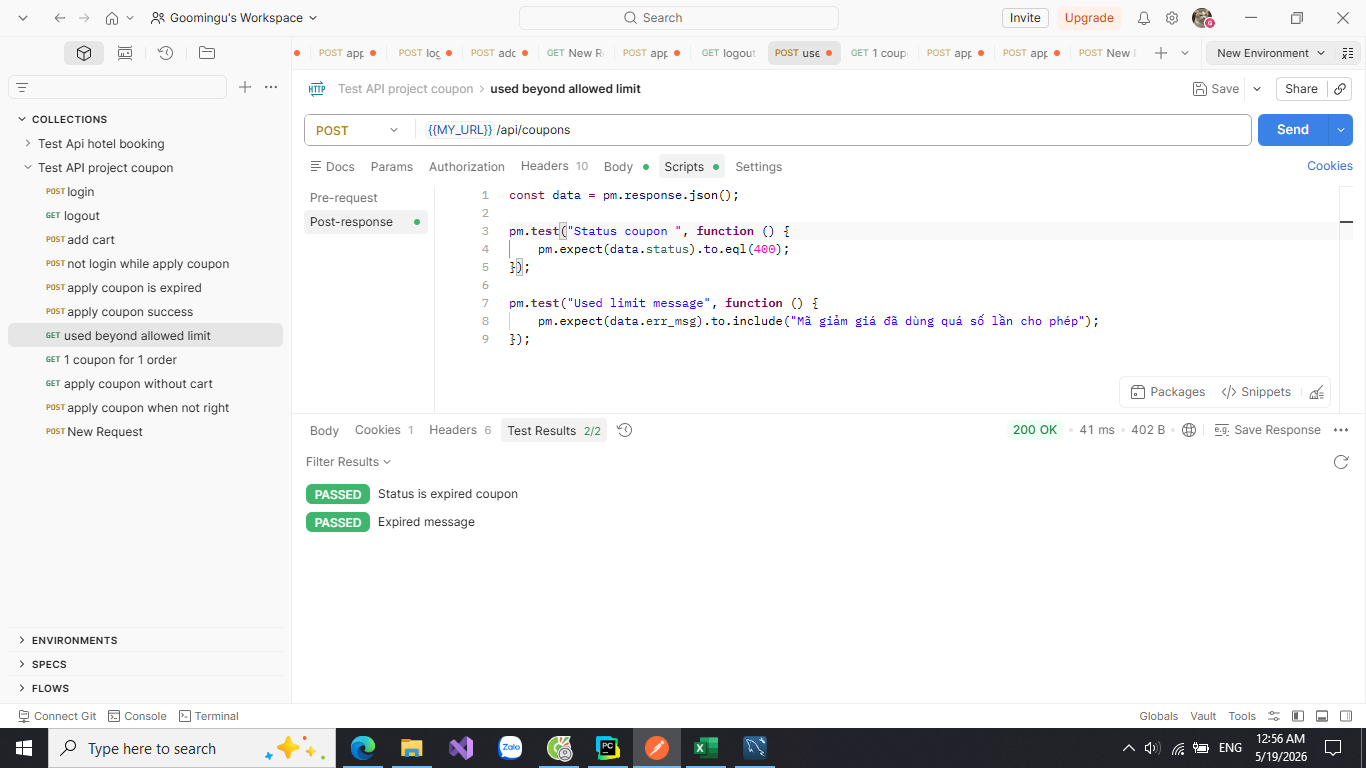 Goomingu's Workspace
Search
Invite
Upgrade
POST app
POST log
POST add
GET New R
POST app
GET logout
POST use
GET 1 coup
POST app
POST app
POST New
New Environment
Test API project coupon > used beyond allowed limit
Save
Share
COLLECTIONS
Test Api hotel booking
Test API project coupon
POST login
GET logout
POST add cart
POST not login while apply coupon
POST apply coupon is expired
POST apply coupon success
GET used beyond allowed limit
GET 1 coupon for 1 order
GET apply coupon without cart
POST apply coupon when not right
POST New Request
ENVIRONMENTS
SPECS
FLOWS
HTTP
POST
{{MY_URL}} /api/coupons
Send
Docs
Params
Authorization
Headers 10
Body
Scripts
Settings
Cookies
Pre-request
Post-response
1 const data = pm.response.json();
2
3 pm.test("Status coupon ", function () {
4 pm.expect(data.status).to.eql(400);
5 });
6
7 pm.test("Used limit message", function () {
8 pm.expect(data.err_msg).to.include("Mã giảm giá đã dùng quá số lần cho phép");
9 });
Packages
Snippets
Body
Cookies 1
Headers 6
Test Results 2/2
200 OK
41 ms
402 B
e.g. Save Response
Filter Results
PASSED Status is expired coupon
PASSED Expired message
Connect Git
Console
Terminal
Globals
Vault
Tools
Type here to search
Zalo
PC
ENG
12:56 AM
5/19/2026